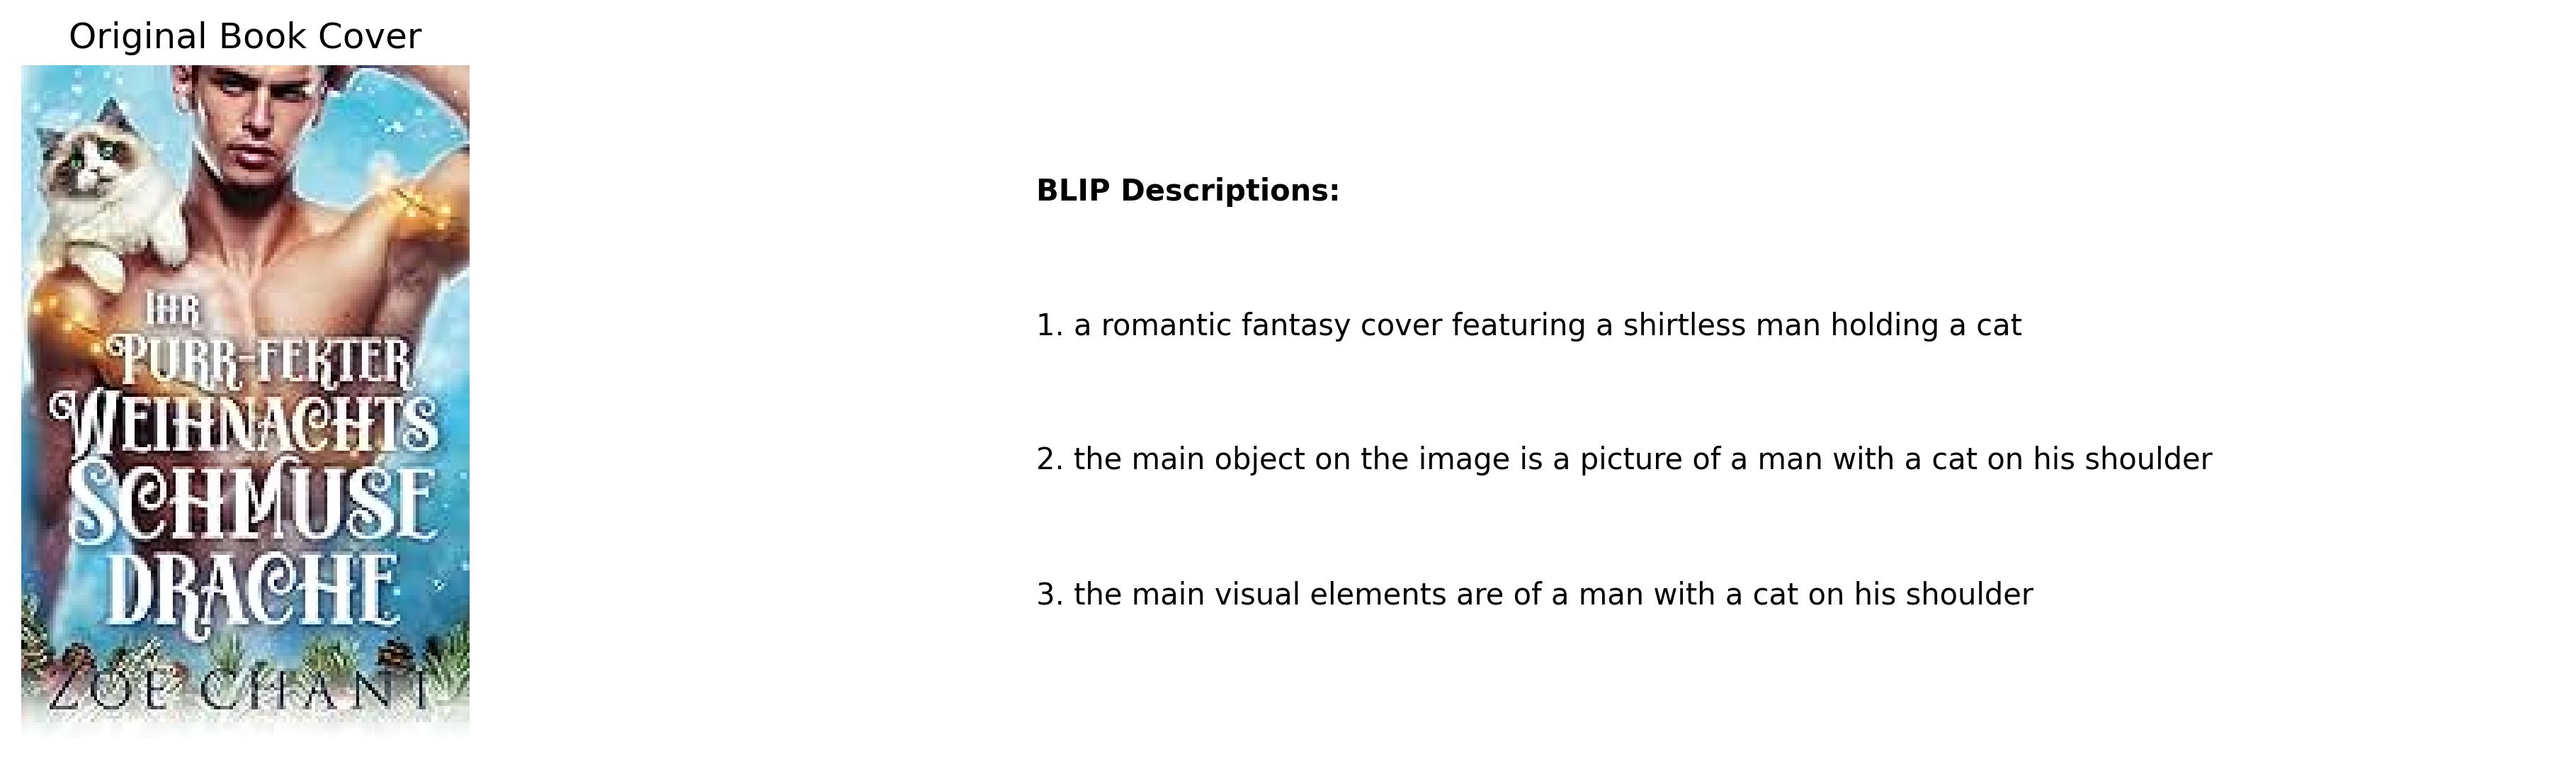 Original Book Cover
IHR
PURR-FEKTER
WEIHNACHTS
SCHMUSE
DRACHE
ZOE CHANT
BLIP Descriptions:
1. a romantic fantasy cover featuring a shirtless man holding a cat
2. the main object on the image is a picture of a man with a cat on his shoulder
3. the main visual elements are of a man with a cat on his shoulder